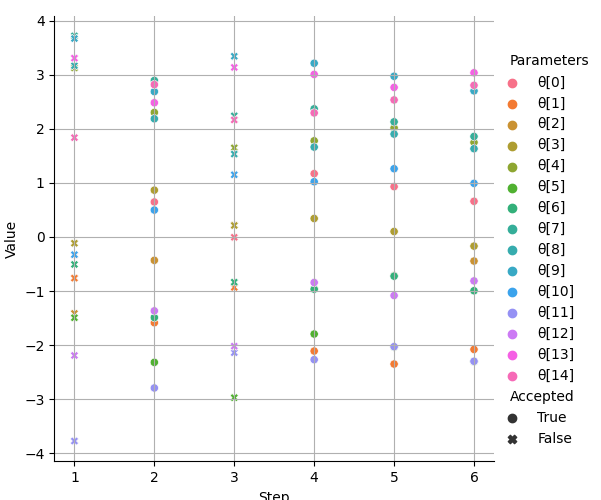 4
3
2
1
0
−1
−2
−3
−4
Value
1 2 3 4 5 6
Step
Parameters
θ[0]
θ[1]
θ[2]
θ[3]
θ[4]
θ[5]
θ[6]
θ[7]
θ[8]
θ[9]
θ[10]
θ[11]
θ[12]
θ[13]
θ[14]
Accepted
True
False